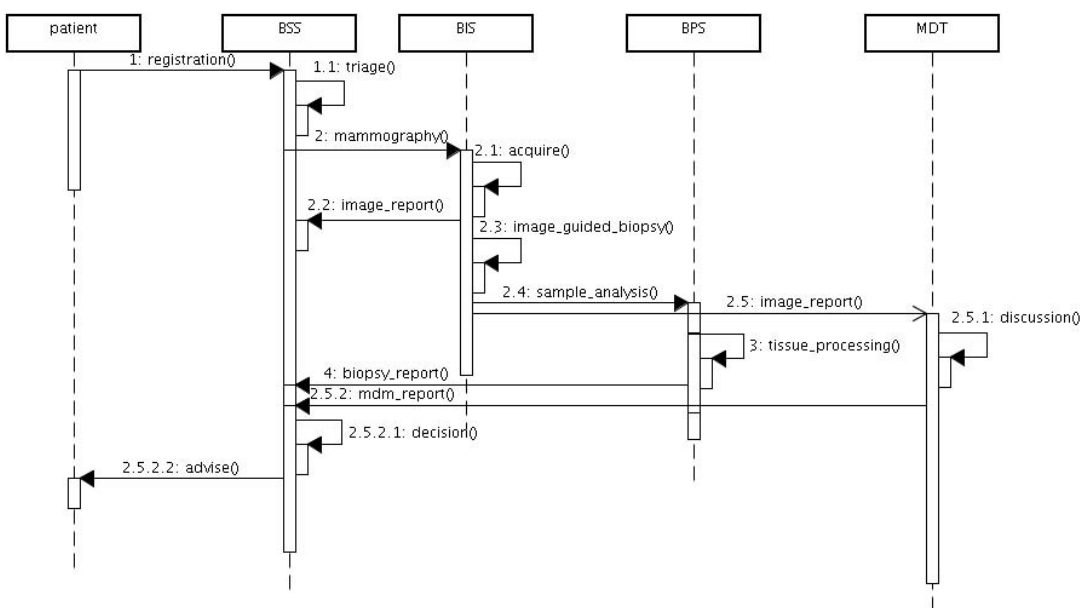 patient
BSS
BIS
BPS
MDT
1: registration()
1.1: triage()
2: mammography()
2.1: acquire()
2.2: image_report()
2.3: image_guided_biopsy()
2.4: sample_analysis()
2.5: image_report()
2.5.1: discussion()
3: tissue_processing()
4: biopsy_report()
2.5.2: mdm_report()
2.5.2.1: decision()
2.5.2.2: advise()